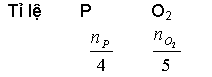 Tỉ lệ P O₂
n_P/4 n_O₂/5